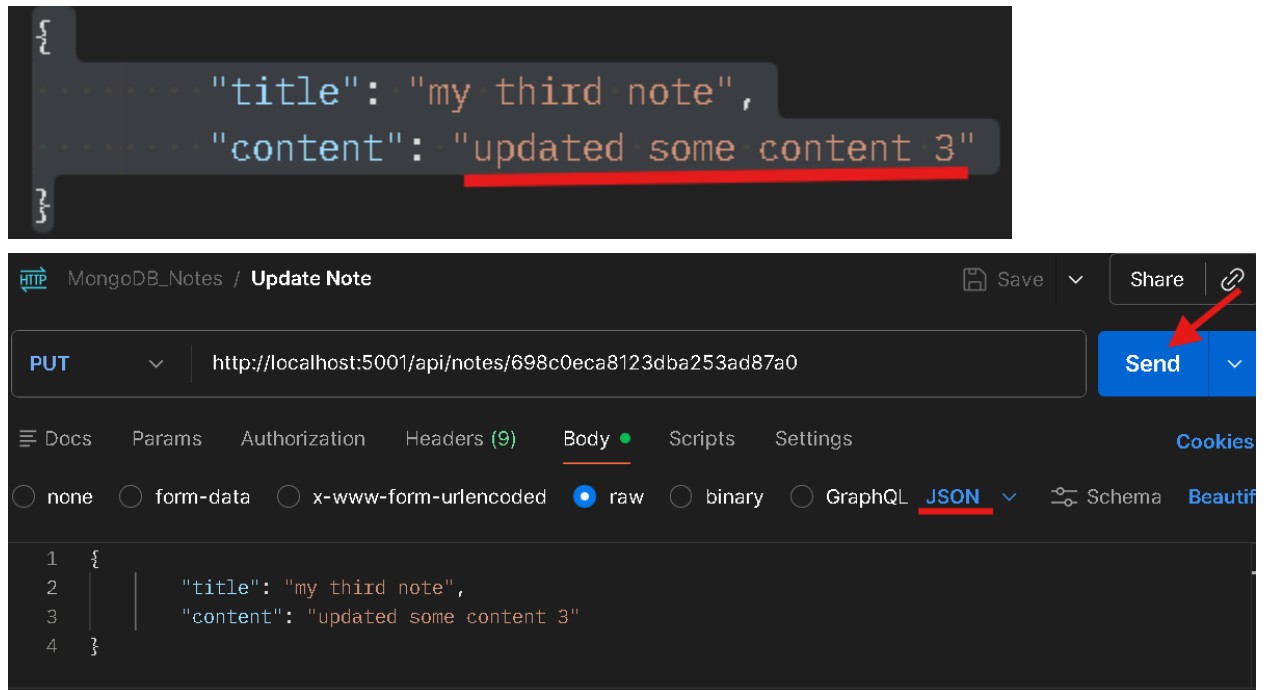 {
"title": "my third note",
"content": "updated some content 3"
}
HTTP MongoDB_Notes / Update Note Save Share
PUT http://localhost:5001/api/notes/698c0eca8123dba253ad87a0 Send
Docs Params Authorization Headers (9) Body Scripts Settings Cookies
none form-data x-www-form-urlencoded raw binary GraphQL JSON Schema Beautif
1 {
2 "title": "my third note",
3 "content": "updated some content 3"
4 }